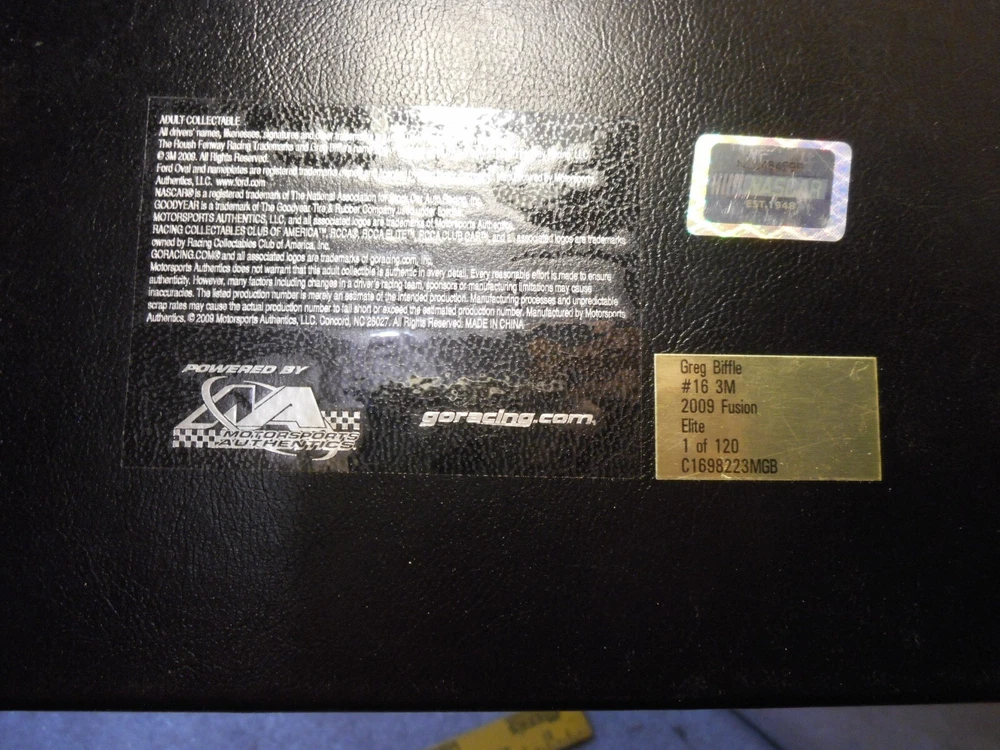 ADULT COLLECTABLE
All drivers' names, likenesses, signatures and other
The Roush Fenway Racing Trademarks and Greg Biffle's
© 3M 2009. All Rights Reserved.
Ford Oval and nameplates are registered trademarks by Motorsports
Authentics, LLC. www.ford.com
NASCAR® is a registered trademark of The National Association for Stock Car Auto Racing, Inc.
GOODYEAR is a trademark of The Goodyear Tire & Rubber Company
MOTORSPORTS AUTHENTICS, LLC, and all associated logos are trademarks of Motorsports Authentics.
RACING COLLECTABLES CLUB OF AMERICA™, RCCA®, RCCA ELITE™, RCCA CLUB CAR™, and all associated logos are trademarks
owned by Racing Collectables Club of America, Inc.
GORACING.COM® and all associated logos are trademarks of goracing.com, Inc.
Motorsports Authentics does not warrant that this adult collectible is authentic in every detail. Every reasonable effort is made to ensure
authenticity. However, many factors including changes in a driver's racing team, sponsors or manufacturing limitations may cause
inaccuracies. The listed production number is merely an estimate of the intended production. Manufacturing processes and unpredictable
scrap rates may cause the actual production number to fall short or exceed the estimated production number. Manufactured by Motorsports
Authentics. © 2009 Motorsports Authentics, LLC. Concord, NC 28027. All Rights Reserved. MADE IN CHINA
POWERED BY
MA
MOTORSPORTS
AUTHENTICS
goracing.com
NASCAR
EST. 1948
Greg Biffle
#16 3M
2009 Fusion
Elite
1 of 120
C1698223MGB